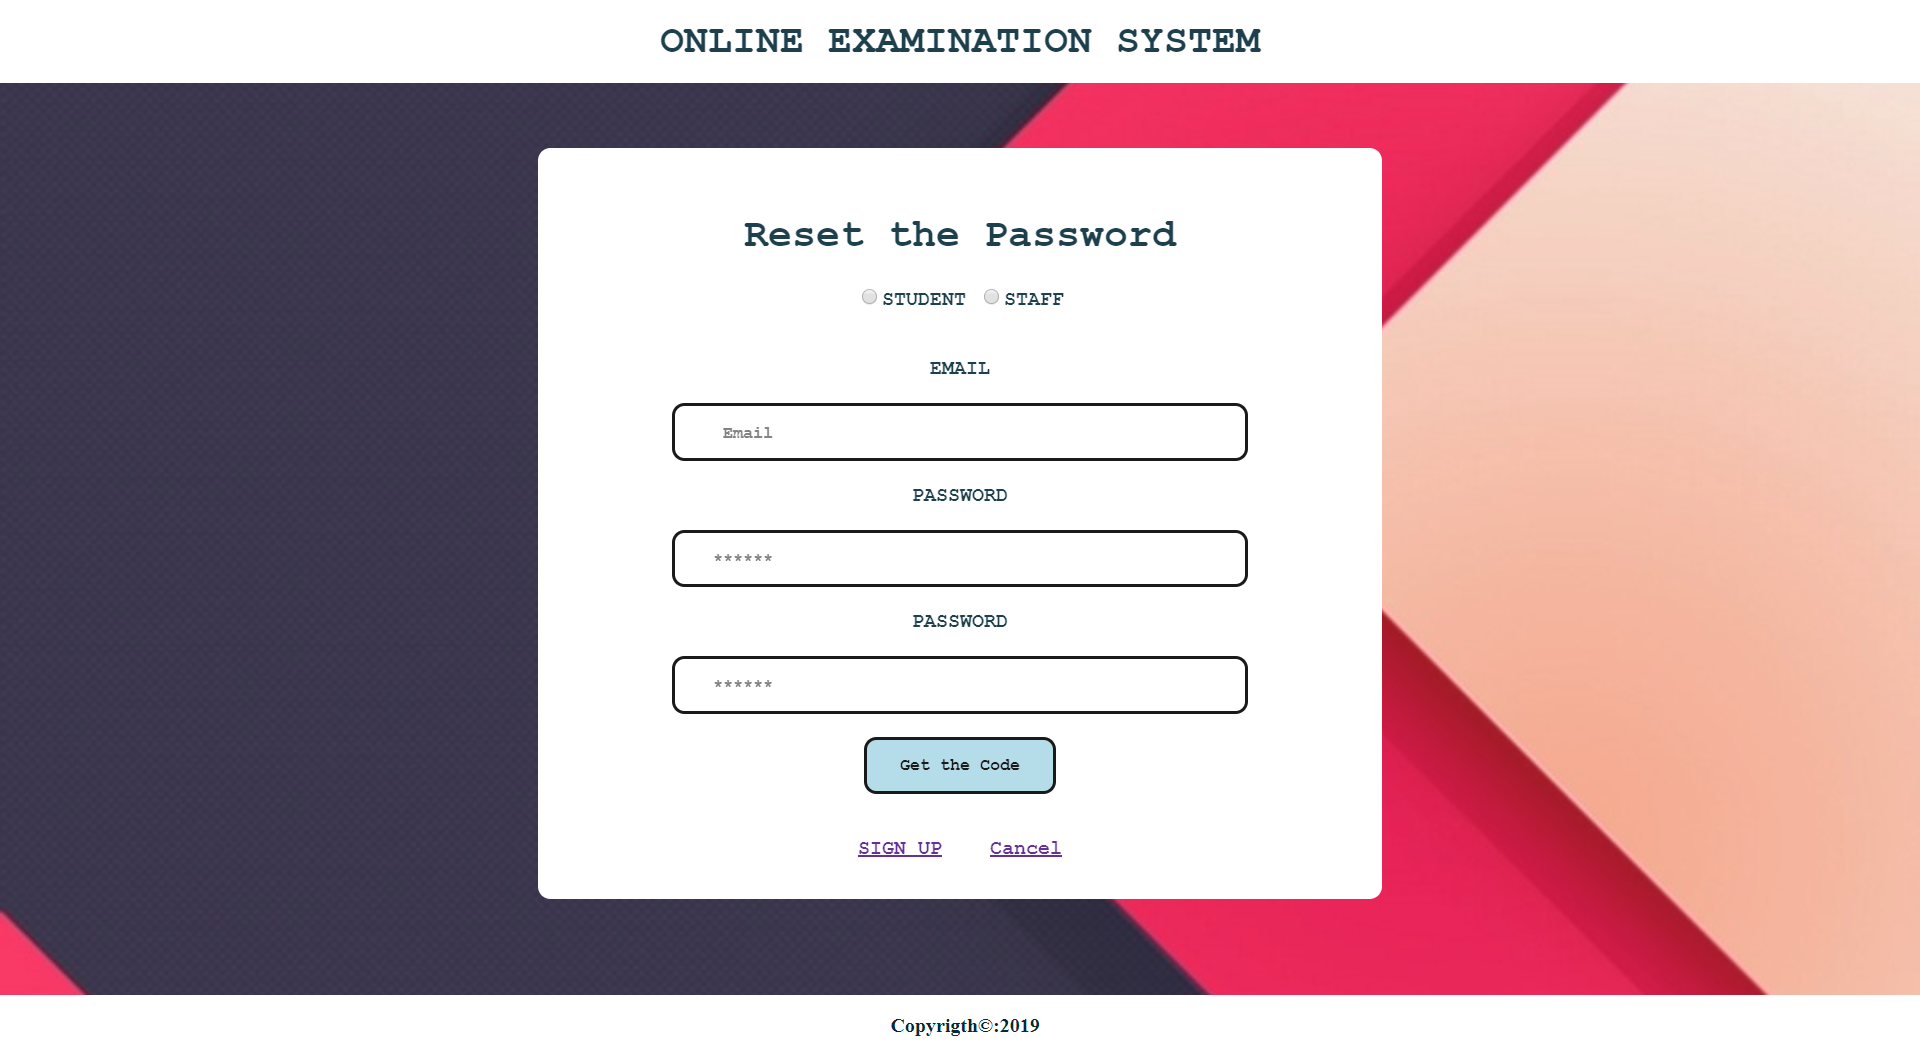 ONLINE EXAMINATION SYSTEM
Reset the Password
STUDENT STAFF
EMAIL
Email
PASSWORD
******
PASSWORD
******
Get the Code
SIGN UP Cancel
Copyrigth©:2019